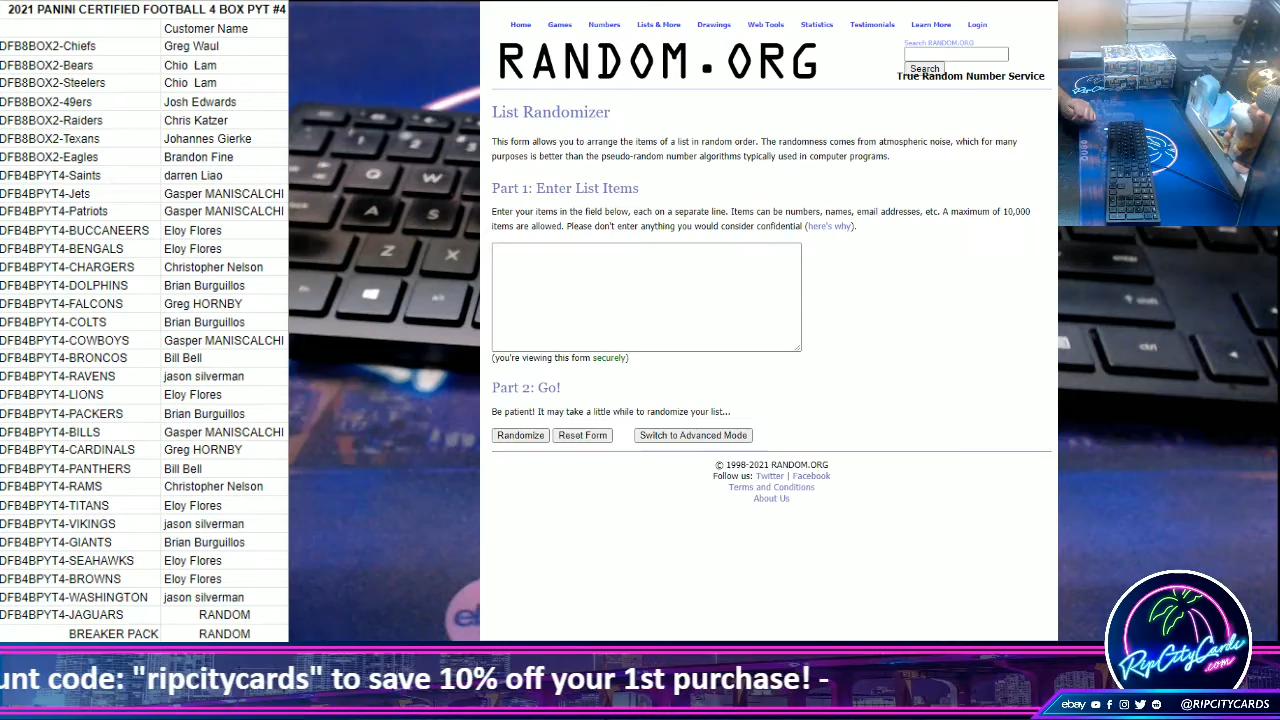 2021 PANINI CERTIFIED FOOTBALL 4 BOX PYT #4
Customer Name
DFB8BOX2-Chiefs Greg Waul
DFB8BOX2-Bears Chio Lam
DFB8BOX2-Steelers Chio Lam
DFB8BOX2-49ers Josh Edwards
DFB8BOX2-Raiders Chris Katzer
DFB8BOX2-Texans Johannes Gierke
DFB8BOX2-Eagles Brandon Fine
DFB4BPYT4-Saints darren Liao
DFB4BPYT4-Jets Gasper MANISCALCHI
DFB4BPYT4-Patriots Gasper MANISCALCHI
DFB4BPYT4-BUCCANEERS Eloy Flores
DFB4BPYT4-BENGALS Eloy Flores
DFB4BPYT4-CHARGERS Christopher Nelson
DFB4BPYT4-DOLPHINS Brian Burguillos
DFB4BPYT4-FALCONS Greg HORNBY
DFB4BPYT4-COLTS Brian Burguillos
DFB4BPYT4-COWBOYS Gasper MANISCALCHI
DFB4BPYT4-BRONCOS Bill Bell
DFB4BPYT4-RAVENS jason silverman
DFB4BPYT4-LIONS Eloy Flores
DFB4BPYT4-PACKERS Brian Burguillos
DFB4BPYT4-BILLS Gasper MANISCALCHI
DFB4BPYT4-CARDINALS Greg HORNBY
DFB4BPYT4-PANTHERS Bill Bell
DFB4BPYT4-RAMS Christopher Nelson
DFB4BPYT4-TITANS Eloy Flores
DFB4BPYT4-VIKINGS jason silverman
DFB4BPYT4-GIANTS Brian Burguillos
DFB4BPYT4-SEAHAWKS Eloy Flores
DFB4BPYT4-BROWNS Eloy Flores
DFB4BPYT4-WASHINGTON jason silverman
DFB4BPYT4-JAGUARS RANDOM
BREAKER PACK RANDOM
Home Games Numbers Lists & More Drawings Web Tools Statistics Testimonials Learn More Login
RANDOM.ORG
Search RANDOM.ORG
Search
True Random Number Service
List Randomizer
This form allows you to arrange the items of a list in random order. The randomness comes from atmospheric noise, which for many
purposes is better than the pseudo-random number algorithms typically used in computer programs.
Part 1: Enter List Items
Enter your items in the field below, each on a separate line. Items can be numbers, names, email addresses, etc. A maximum of 10,000
items are allowed. Please don't enter anything you would consider confidential (here's why).
(you're viewing this form securely)
Part 2: Go!
Be patient! It may take a little while to randomize your list...
Randomize Reset Form Switch to Advanced Mode
© 1998-2021 RANDOM.ORG
Follow us: Twitter | Facebook
Terms and Conditions
About Us
Q W
A
Z X
ctrl
alt
RipCityCards
.com
unt code: "ripcitycards" to save 10% off your 1st purchase! -
ebay @RIPCITYCARDS